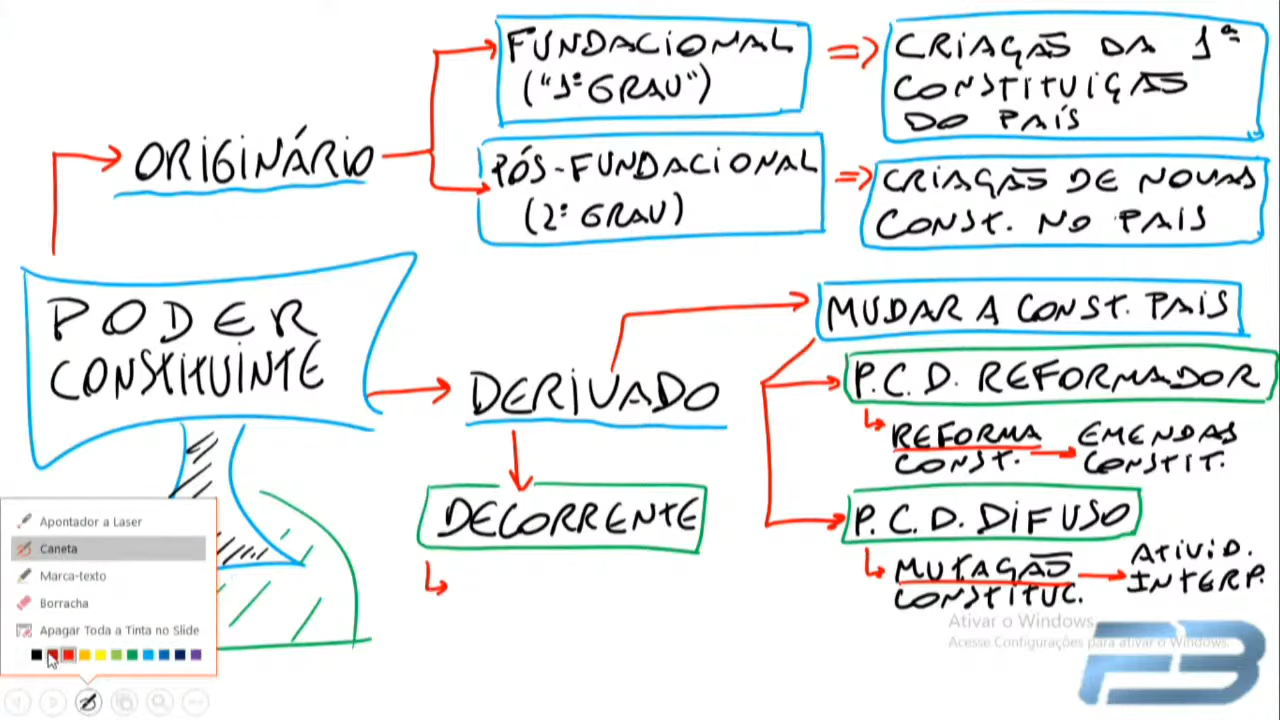 FUNDACIONAL
("1º GRAU")
=> CRIAÇÃO DA 1ª
CONSTITUIÇÃO
DO PAÍS
ORIGINÁRIO
PÓS-FUNDACIONAL
(2º GRAU)
=> CRIAÇÃO DE NOVAS
CONST. NO PAÍS
PODER
CONSTITUINTE
DERIVADO
MUDAR A CONST. PAÍS
P.C.D. REFORMADOR
REFORMA
CONST.
EMENDAS
CONSTIT.
DECORRENTE
P.C.D. DIFUSO
MUTAÇÃO
CONSTITUC.
ATIVID.
INTERP.
Apontador a Laser
Caneta
Marca-texto
Borracha
Apagar Toda a Tinta no Slide
Ativar o Windows
Acesse Configurações para ativar o Windows.